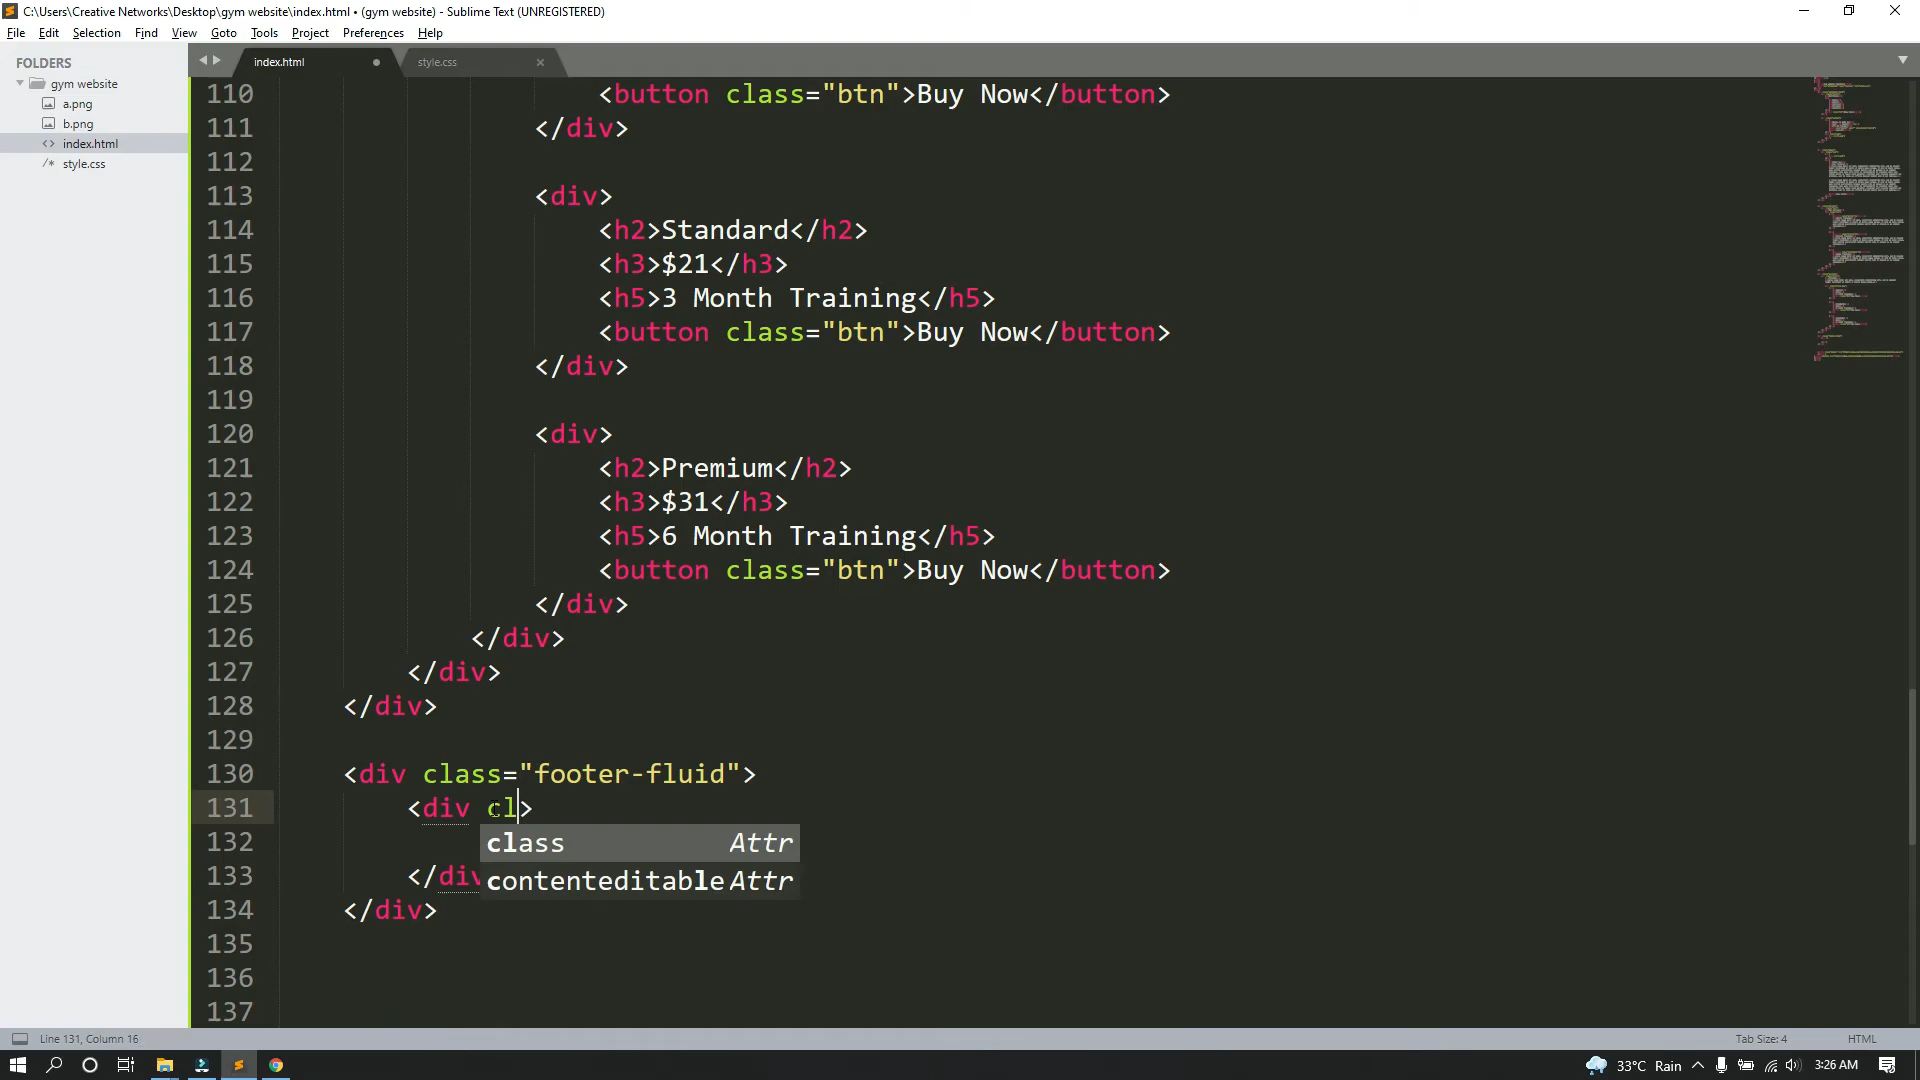 C:\Users\Creative Networks\Desktop\gym website\index.html • (gym website) - Sublime Text (UNREGISTERED)
File Edit Selection Find View Goto Tools Project Preferences Help
FOLDERS
gym website
a.png
b.png
<> index.html
/* style.css
index.html
style.css
110 <button class="btn">Buy Now</button>
111 </div>
112
113 <div>
114 <h2>Standard</h2>
115 <h3>$21</h3>
116 <h5>3 Month Training</h5>
117 <button class="btn">Buy Now</button>
118 </div>
119
120 <div>
121 <h2>Premium</h2>
122 <h3>$31</h3>
123 <h5>6 Month Training</h5>
124 <button class="btn">Buy Now</button>
125 </div>
126 </div>
127 </div>
128 </div>
129
130 <div class="footer-fluid">
131 <div cl>
132 class Attr
133 </div contenteditable Attr
134 </div>
135
136
137
Line 131, Column 16
Tab Size: 4 HTML
33°C Rain 3:26 AM